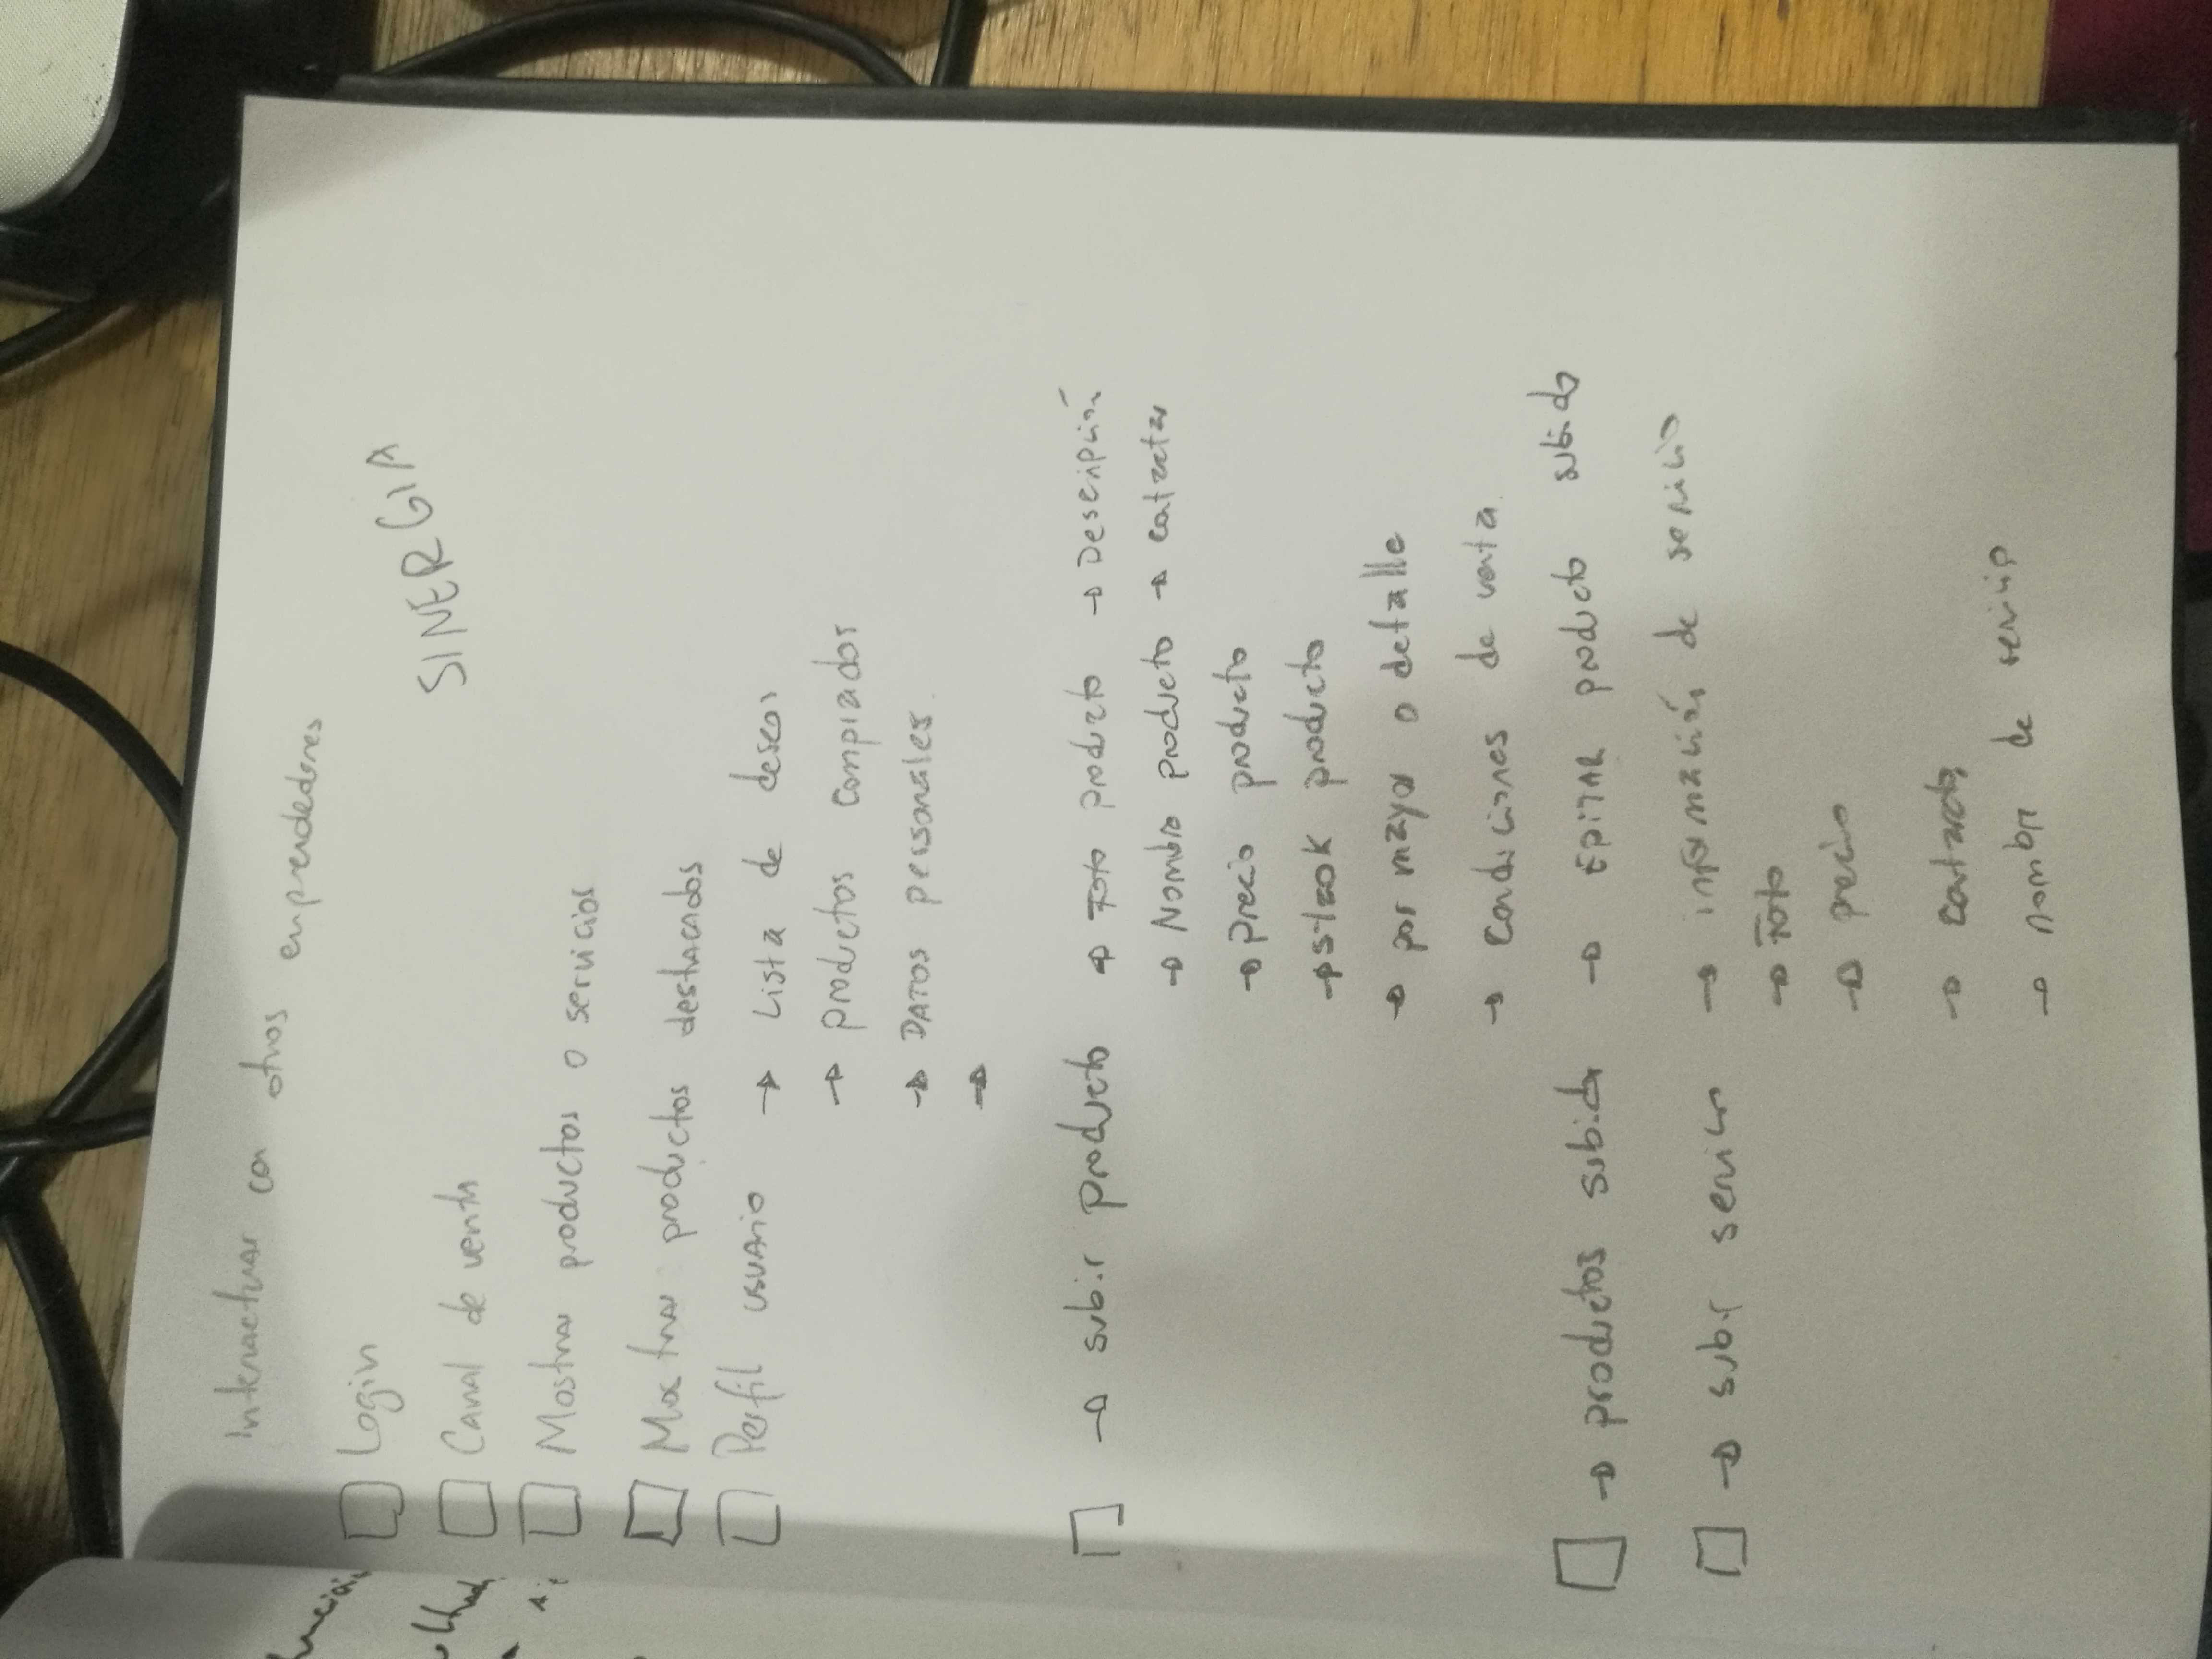 Interactuar con otros emprendedores
SINERGIA
Login
Canal de venta
Mostrar productos o servicios
Mostrar productos destacados
Perfil usuario → Lista de deseos
→ productos comprados
→ DATOS personales.
→
→ subir producto → Foto producto → Descripción
→ Nombre producto → contactar
→ precio producto
→ stook producto
→ por mayor o detalle
→ condiciones de venta.
→ productos subidos → EDITAR producto subido
→ subir servicio → información de servicio
→ Foto
→ precio
→ contacto
→ nombre de servicio